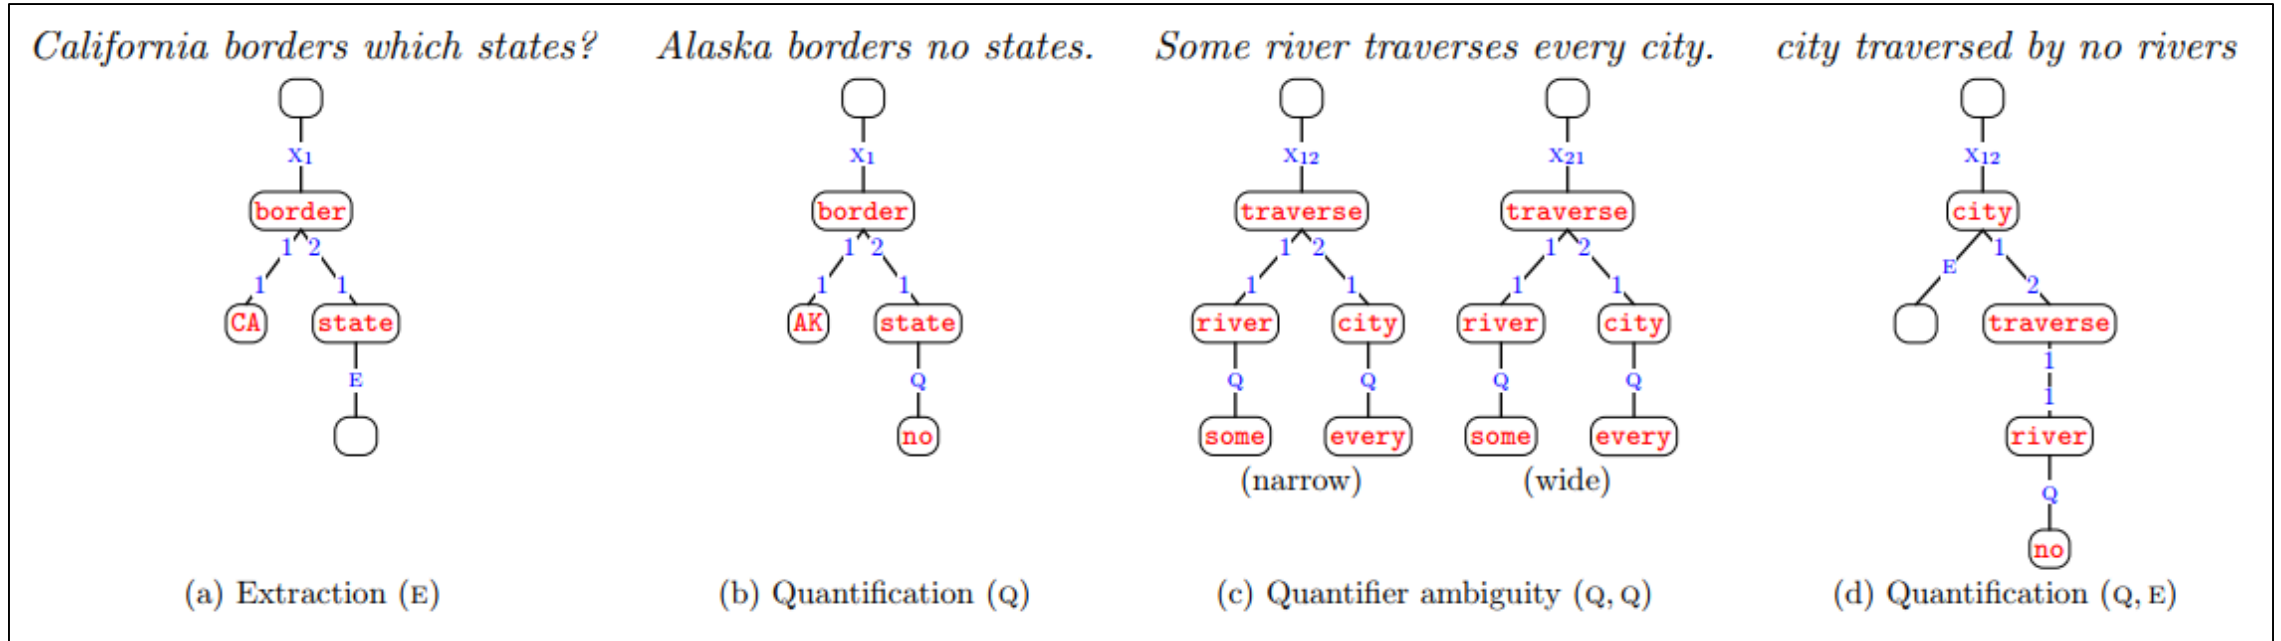 California borders which states?
Alaska borders no states.
Some river traverses every city.
city traversed by no rivers
X1
X1
X12
X21
X12
border
border
traverse
traverse
city
1 2
1 2
1 2
1 2
E 1
1 1
1 1
1 1
1 1
2
CA state
AK state
river city
river city
traverse
E
Q
Q Q
Q Q
1
1
no
some every
some every
river
(narrow)
(wide)
Q
no
(a) Extraction (E)
(b) Quantification (Q)
(c) Quantifier ambiguity (Q, Q)
(d) Quantification (Q, E)